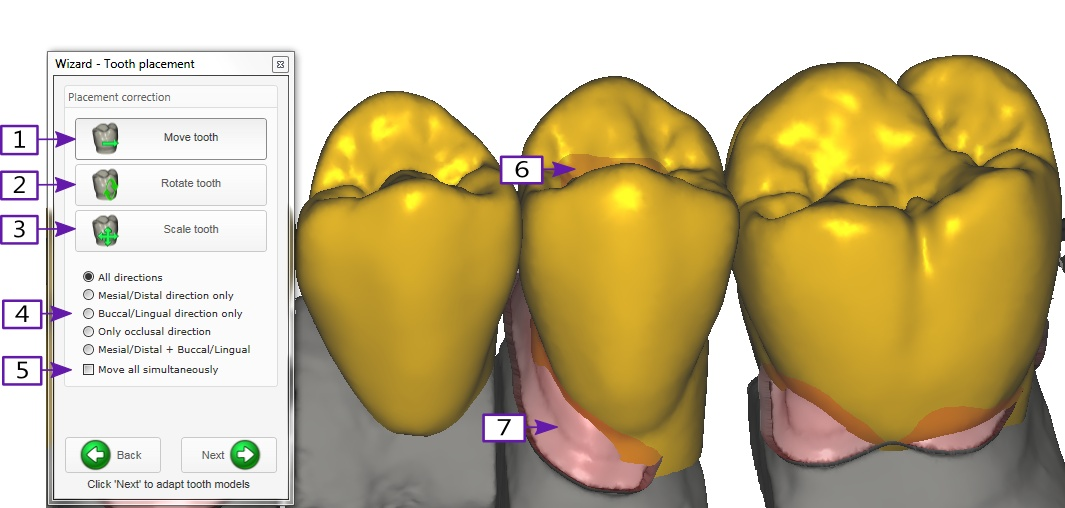 Wizard - Tooth placement
Placement correction
1
Move tooth
2
Rotate tooth
3
Scale tooth
All directions
Mesial/Distal direction only
4
Buccal/Lingual direction only
Only occlusal direction
Mesial/Distal + Buccal/Lingual
5
Move all simultaneously
Back
Next
Click 'Next' to adapt tooth models
6
7